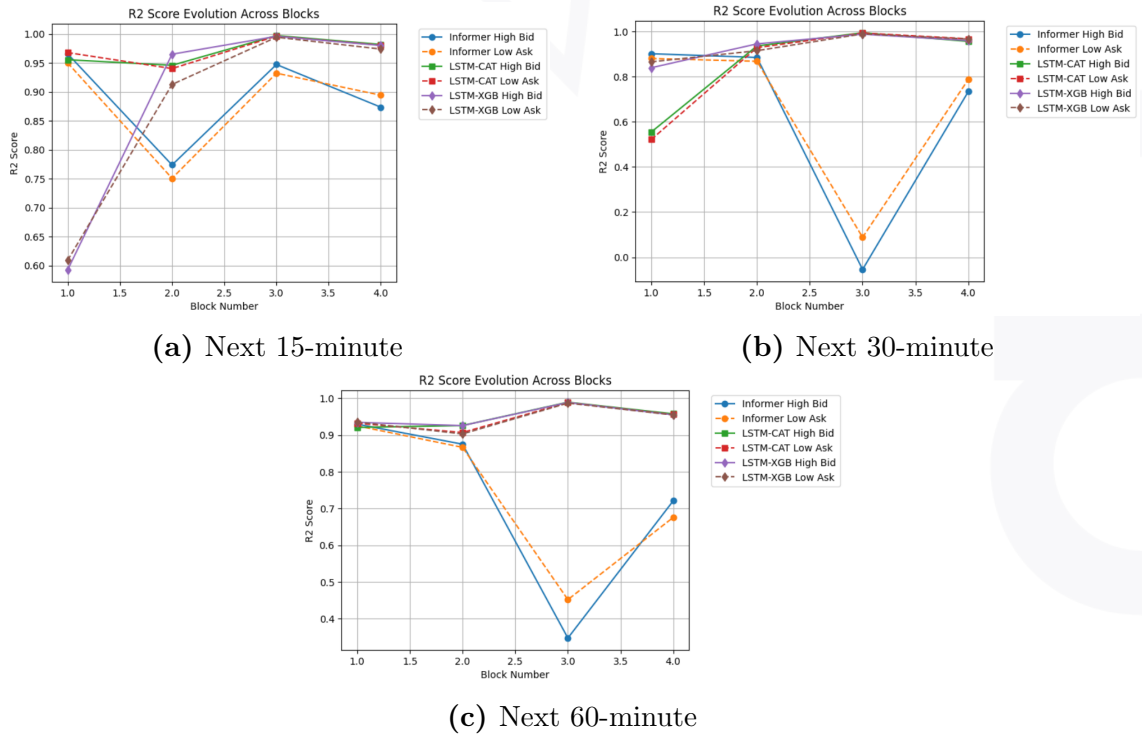 R2 Score Evolution Across Blocks
1.00
0.95
0.90
0.85
0.80
0.75
0.70
0.65
0.60
R2 Score
1.0 1.5 2.0 2.5 3.0 3.5 4.0
Block Number
Informer High Bid
Informer Low Ask
LSTM-CAT High Bid
LSTM-CAT Low Ask
LSTM-XGB High Bid
LSTM-XGB Low Ask
(a) Next 15-minute
R2 Score Evolution Across Blocks
1.0
0.8
0.6
0.4
0.2
0.0
R2 Score
1.0 1.5 2.0 2.5 3.0 3.5 4.0
Block Number
Informer High Bid
Informer Low Ask
LSTM-CAT High Bid
LSTM-CAT Low Ask
LSTM-XGB High Bid
LSTM-XGB Low Ask
(b) Next 30-minute
R2 Score Evolution Across Blocks
1.0
0.9
0.8
0.7
0.6
0.5
0.4
R2 Score
1.0 1.5 2.0 2.5 3.0 3.5 4.0
Block Number
Informer High Bid
Informer Low Ask
LSTM-CAT High Bid
LSTM-CAT Low Ask
LSTM-XGB High Bid
LSTM-XGB Low Ask
(c) Next 60-minute